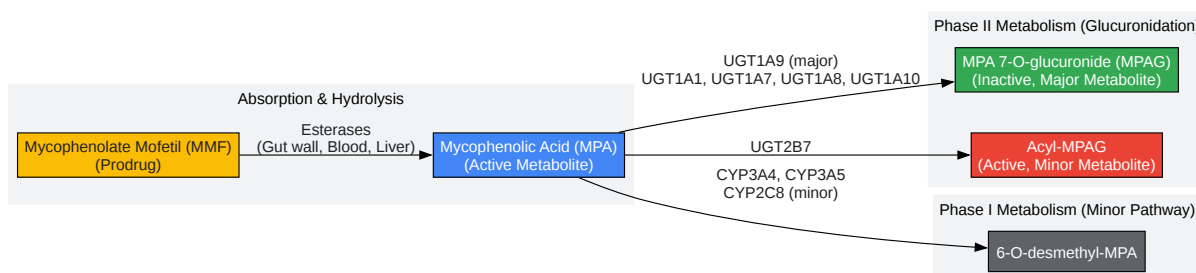 Absorption & Hydrolysis
Mycophenolate Mofetil (MMF)
(Prodrug)
Esterases
(Gut wall, Blood, Liver)
Mycophenolic Acid (MPA)
(Active Metabolite)
UGT1A9 (major)
UGT1A1, UGT1A7, UGT1A8, UGT1A10
UGT2B7
CYP3A4, CYP3A5
CYP2C8 (minor)
Phase II Metabolism (Glucuronidation)
MPA 7-O-glucuronide (MPAG)
(Inactive, Major Metabolite)
Acyl-MPAG
(Active, Minor Metabolite)
Phase I Metabolism (Minor Pathway)
6-O-desmethyl-MPA